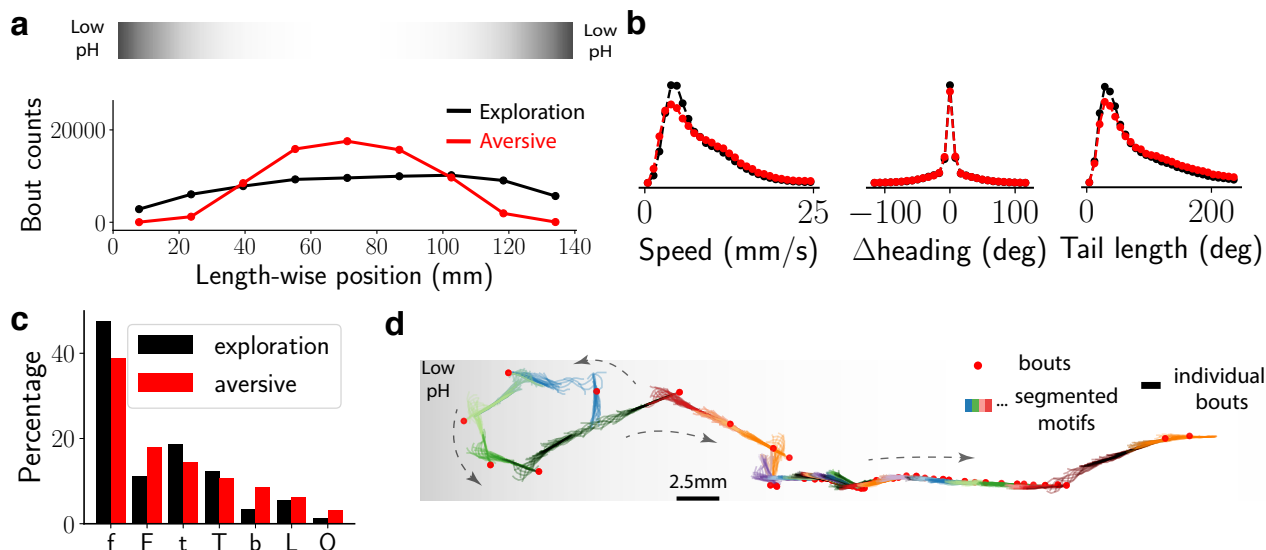 a
Low
pH
Low
pH
Bout counts
20000
0
Exploration
Aversive
0 20 40 60 80 100 120 140
Length-wise position (mm)
b
0 25
Speed (mm/s)
−100 0 100
Δheading (deg)
0 200
Tail length (deg)
c
Percentage
40
20
0
exploration
aversive
f F t T b L O
d
Low
pH
2.5mm
bouts
... segmented
motifs
individual
bouts